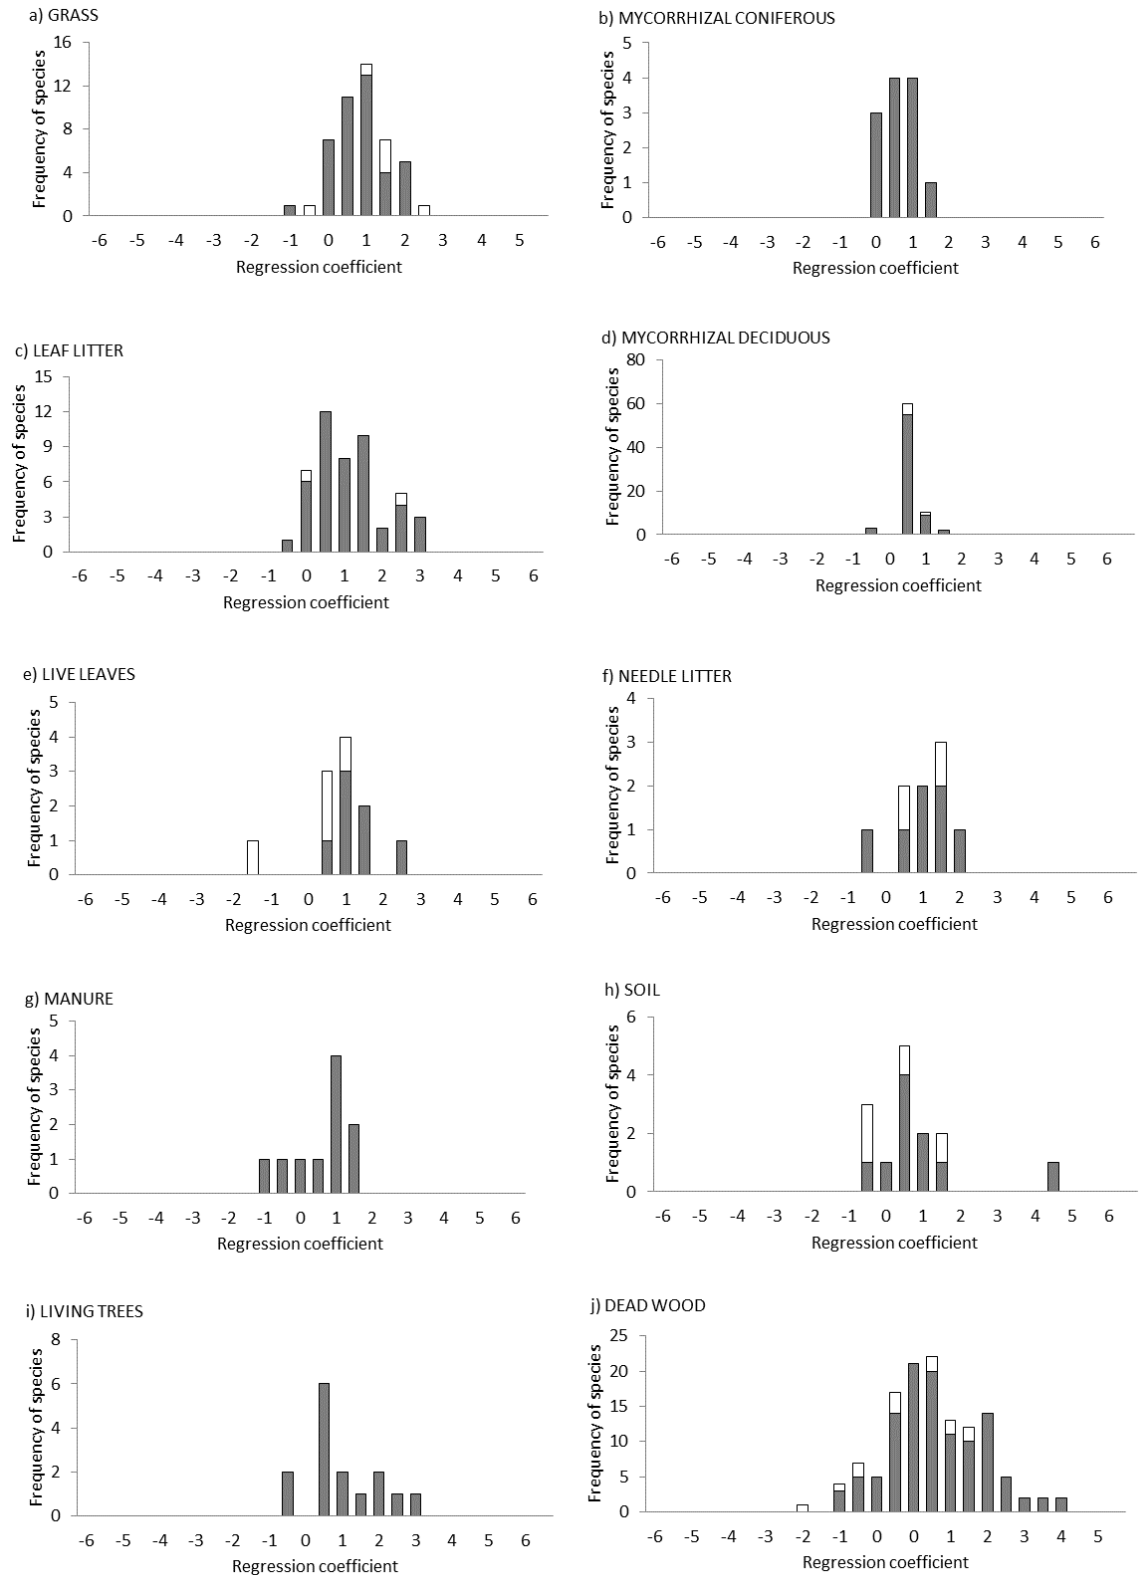 a) GRASS
Frequency of species
16
12
8
4
0
-6 -5 -4 -3 -2 -1 0 1 2 3 4 5
Regression coefficient
b) MYCORRHIZAL CONIFEROUS
Frequency of species
5
4
3
2
1
0
-6 -5 -4 -3 -2 -1 0 1 2 3 4 5 6
Regression coefficient
c) LEAF LITTER
Frequency of species
15
12
9
6
3
0
-6 -5 -4 -3 -2 -1 0 1 2 3 4 5 6
Regression coefficient
d) MYCORRHIZAL DECIDUOUS
Frequency of species
80
60
40
20
0
-6 -5 -4 -3 -2 -1 0 1 2 3 4 5 6
Regression coefficient
e) LIVE LEAVES
Frequency of species
5
4
3
2
1
0
-6 -5 -4 -3 -2 -1 0 1 2 3 4 5 6
Regression coefficient
f) NEEDLE LITTER
Frequency of species
4
3
2
1
0
-6 -5 -4 -3 -2 -1 0 1 2 3 4 5 6
Regression coefficient
g) MANURE
Frequency of species
5
4
3
2
1
0
-6 -5 -4 -3 -2 -1 0 1 2 3 4 5 6
Regression coefficient
h) SOIL
Frequency of species
6
4
2
0
-6 -5 -4 -3 -2 -1 0 1 2 3 4 5 6
Regression coefficient
i) LIVING TREES
Frequency of species
8
6
4
2
0
-6 -5 -4 -3 -2 -1 0 1 2 3 4 5 6
Regression coefficient
j) DEAD WOOD
Frequency of species
25
20
15
10
5
0
-6 -5 -4 -3 -2 -1 0 0 1 2 3 4 5
Regression coefficient